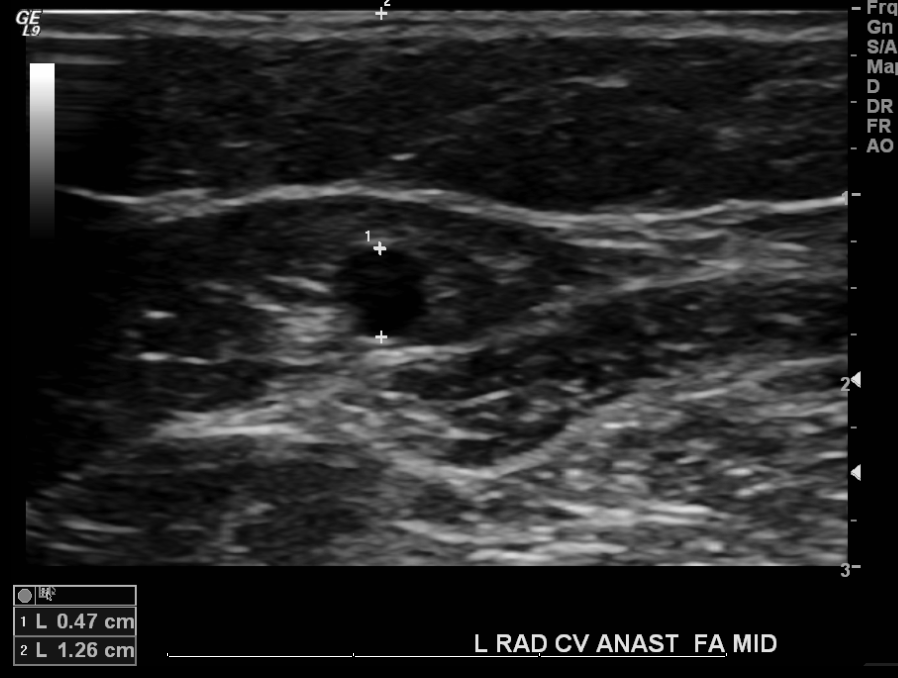 GE
L9
2
Frq
Gn
S/A
Map
D
DR
FR
AO
1
2
3
1 L 0.47 cm
2 L 1.26 cm
L RAD CV ANAST FA MID